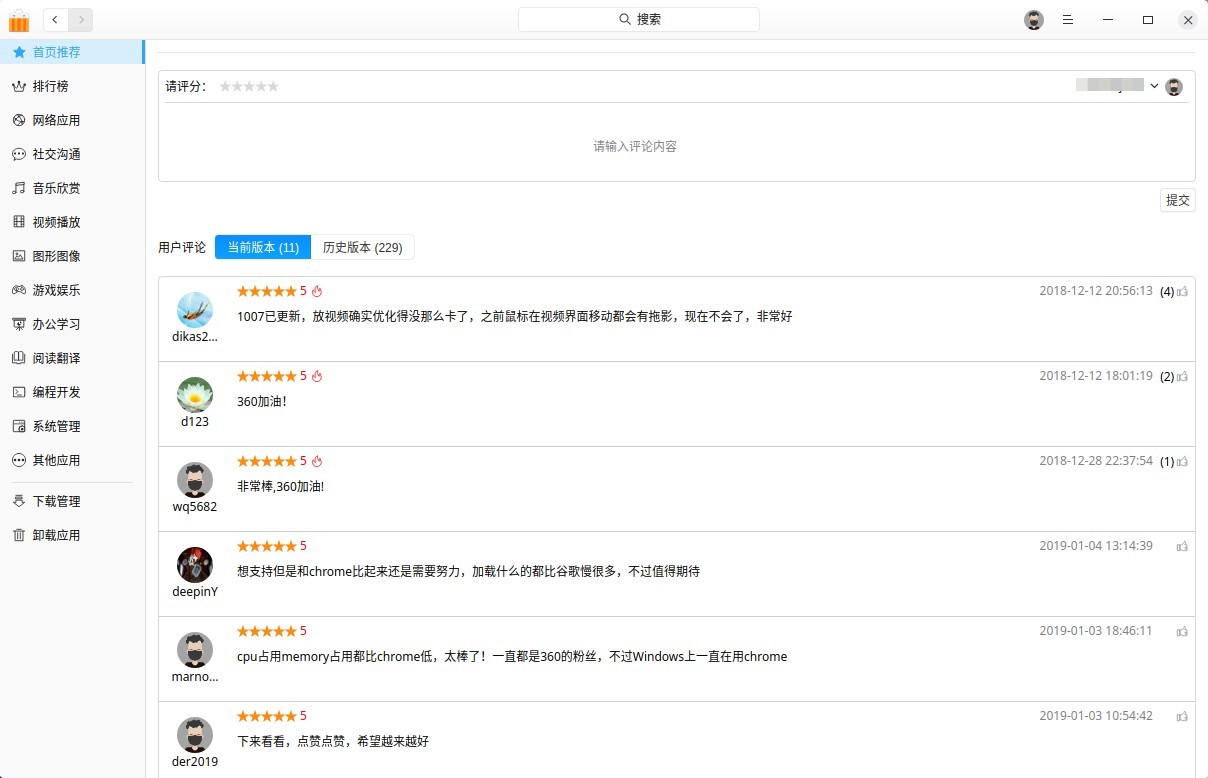 搜索
首页推荐
排行榜
网络应用
社交沟通
音乐欣赏
视频播放
图形图像
游戏娱乐
办公学习
阅读翻译
编程开发
系统管理
其他应用
下载管理
卸载应用
请评分：
请输入评论内容
提交
用户评论 当前版本 (11) 历史版本 (229)
5 2018-12-12 20:56:13 (4)
1007已更新，放视频确实优化得没那么卡了，之前鼠标在视频界面移动都会有拖影，现在不会了，非常好
dikas2...
5 2018-12-12 18:01:19 (2)
360加油！
d123
5 2018-12-28 22:37:54 (1)
非常棒,360加油!
wq5682
5 2019-01-04 13:14:39
想支持但是和chrome比起来还是需要努力，加载什么的都比谷歌慢很多，不过值得期待
deepinY
5 2019-01-03 18:46:11
cpu占用memory占用都比chrome低，太棒了！一直都是360的粉丝，不过Windows上一直在用chrome
marno...
5 2019-01-03 10:54:42
下来看看，点赞点赞，希望越来越好
der2019